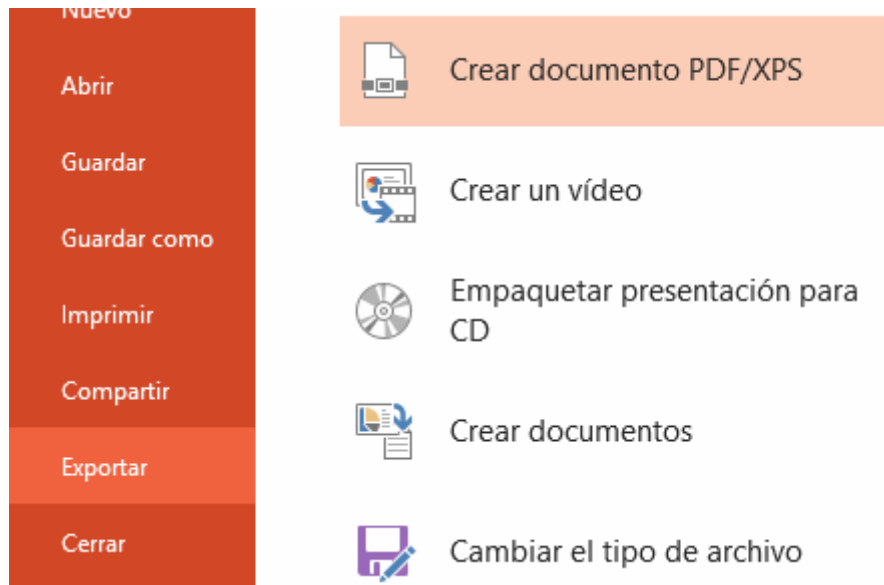 Nuevo
Abrir
Guardar
Guardar como
Imprimir
Compartir
Exportar
Cerrar
Crear documento PDF/XPS
Crear un vídeo
Empaquetar presentación para
CD
Crear documentos
Cambiar el tipo de archivo